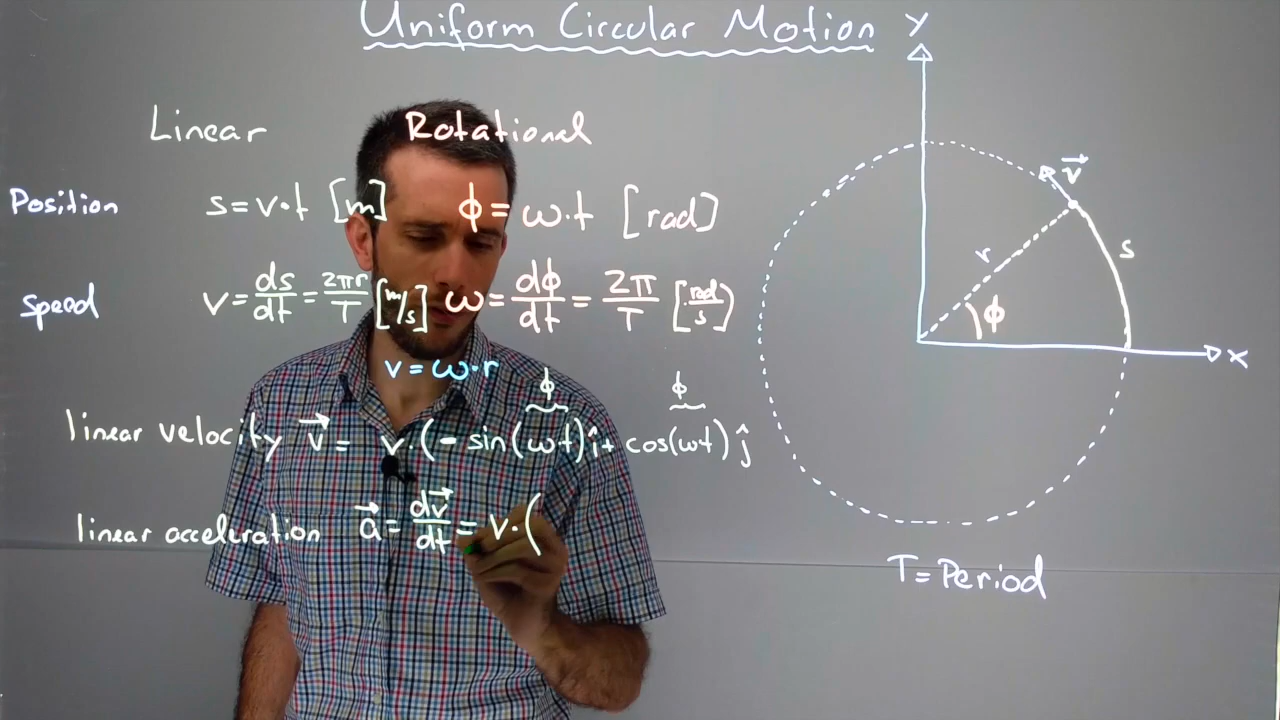 Uniform Circular Motion
Y
Linear Rotational
Position s = v·t [m] ϕ = ω·t [rad]
Speed v = ds/dt = 2πr/T [m/s] ω = dϕ/dt = 2π/T [rad/s]
v = ω·r
ϕ ϕ
linear velocity v⃗ = v·(- sin(ωt)î + cos(ωt)ĵ
linear acceleration a⃗ = dv⃗/dt = v·(
v⃗
r
s
ϕ
X
T = Period